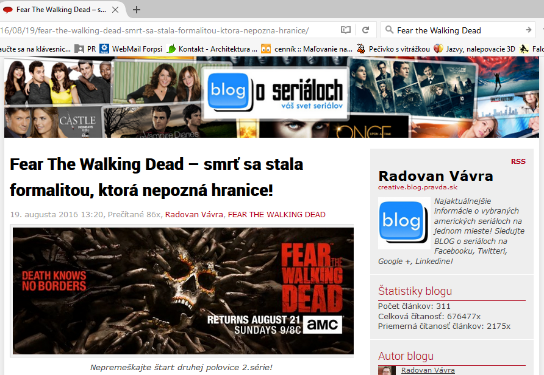 Fear The Walking Dead – s...
16/08/19/fear-the-walking-dead-smrt-sa-stala-formalitou-ktora-nepozna-hranice/
Fear The Walking Dead
aučte sa na klávesnic...
PR
WebMail Forpsi
Kontakt - Architektura ...
cenník :: Maľovanie na...
Pečivko s vitrážkou
Jazvy, nalepovacie 3D
Falo
CASTLE
The Vampire Diaries
ONCE
blog o seriáloch
váš svet seriálov
Fear The Walking Dead – smrť sa stala
formalitou, ktorá nepozná hranice!
19. augusta 2016 13:20, Prečítané 86x, Radovan Vávra, FEAR THE WALKING DEAD
DEATH KNOWS
NO BORDERS
FEAR
THE
WALKING
DEAD
RETURNS AUGUST 21
SUNDAYS 9/8C
amc
Nepremeškajte štart druhej polovice 2.série!
RSS
Radovan Vávra
creative.blog.pravda.sk
blog
Najaktuálnejšie
informácie o vybraných
amerických seriáloch na
jednom mieste! Sledujte
BLOG o seriáloch na
Facebooku, Twitteri,
Google +, Linkedine!
Štatistiky blogu
Počet článkov: 311
Celková čítanosť: 676477x
Priemerná čítanosť článkov: 2175x
Autor blogu
Radovan Vávra